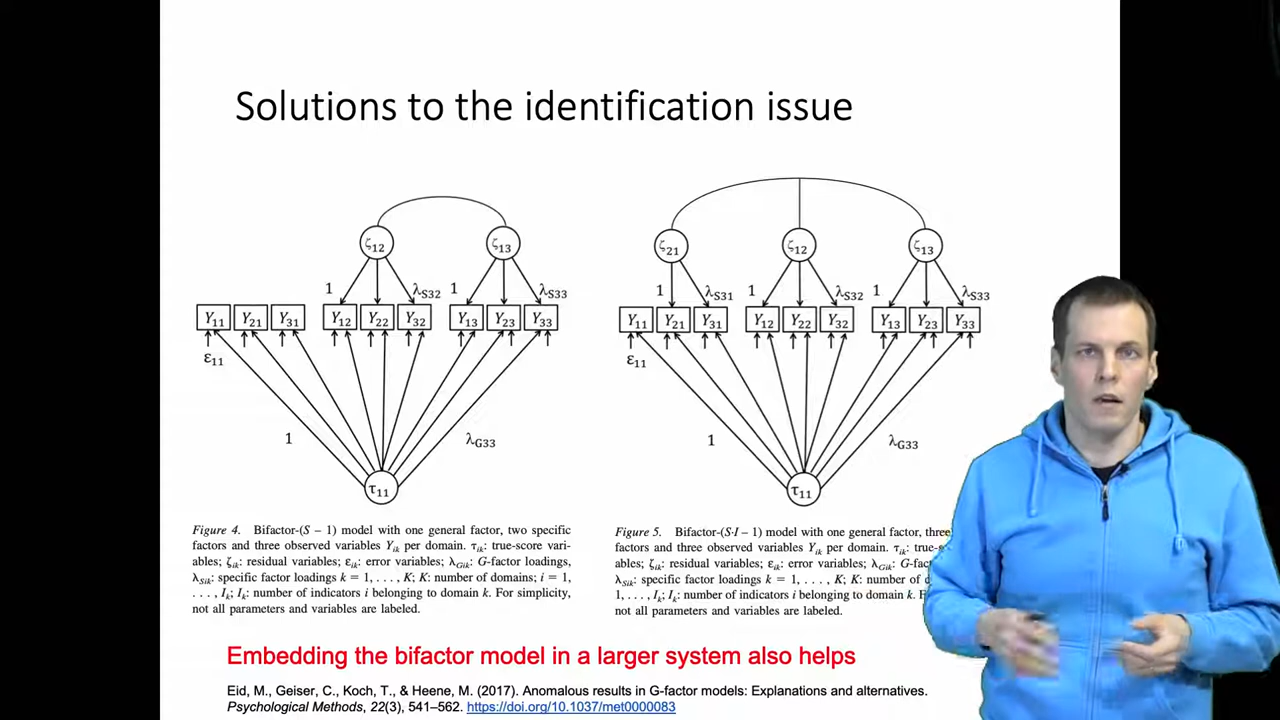 Solutions to the identification issue
ζ12 ζ13
1 λS32 1 λS33
Y11 Y21 Y31 Y12 Y22 Y32 Y13 Y23 Y33
ε11
1 λG33
τ11
Figure 4. Bifactor-(S − 1) model with one general factor, two specific
factors and three observed variables Yik per domain. τik: true-score vari-
ables; ζik: residual variables; εik: error variables; λGik: G-factor loadings,
λSik: specific factor loadings k = 1, . . . , K; K: number of domains; i = 1,
. . . , Ik; Ik: number of indicators i belonging to domain k. For simplicity,
not all parameters and variables are labeled.
ζ21 ζ12 ζ13
1 λS31 1 λS32 1 λS33
Y11 Y21 Y31 Y12 Y22 Y32 Y13 Y23 Y33
ε11
1 λG33
τ11
Figure 5. Bifactor-(S·I − 1) model with one general factor, three
factors and three observed variables Yik per domain. τik:
ables; ζik: residual variables; εik: error variables; λGik:
λSik: specific factor loadings k = 1, . . . , K; K: number of
1, . . . , Ik; Ik: number of indicators i belonging to domain k.
not all parameters and variables are labeled.
Embedding the bifactor model in a larger system also helps
Eid, M., Geiser, C., Koch, T., & Heene, M. (2017). Anomalous results in G-factor models: Explanations and alternatives.
Psychological Methods, 22(3), 541–562. https://doi.org/10.1037/met0000083